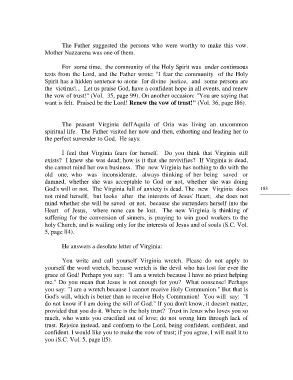 The Father suggested the persons who were worthy to make this vow.
Mother Nazzarena was one of them.
For some time, the community of the Holy Spirit was under continuous
texts from the Lord, and the Father wrote: "I fear the community of the Holy
Spirit has a hidden sentence to atone for divine justice, and some persons are
the victims!... Let us praise God, have a confident hope in all events, and renew
the vow of trust!" (Vol. 35, page 99). On another occasion: "You are saying that
want is felt. Praised be the Lord! Renew the vow of trust!" (Vol. 36, page 86).
The peasant Virginia dell'Aquila of Oria was living an uncommon
spiritual life. The Father visited her now and then, exhorting and leading her to
the perfect surrender to God. He says:
I feel that Virginia fears for herself. Do you think that Virginia still
exists? I knew she was dead; how is it that she revivifies? If Virginia is dead,
she cannot mind her own business. The new Virginia has nothing to do with the
old one, who was inconsiderate, always thinking of her being saved or
damned, whether she was acceptable to God or not, whether she was doing
God's will or not. The Virginia full of anxiety is dead. The new Virginia does
not mind herself, but looks after the interests of Jesus' Heart; she does not
mind whether she will be saved or not, because she surrenders herself into the
Heart of Jesus, where none can be lost. The new Virginia is thinking of
suffering for the conversion of sinners, is praying to win good workers to the
holy Church, and is waiting only for the interests of Jesus and of souls (S.C. Vol.
5, page 114).
183
He answers a desolate letter of Virginia:
You write and call yourself Virginia wretch. Please do not apply to
yourself the word wretch, because wretch is the devil who has lost for ever the
grace of God! Perhaps you say: "I am a wretch because I have no priest helping
me." Do you mean that Jesus is not enough for you? What nonsense! Perhaps
you say: "I am a wretch because I cannot receive Holy Communion." But that is
God's will, which is better than to receive Holy Communion! You will say: "I
do not know if I am doing the will of God." If you don't know, it doesn't matter,
provided that you do it. Where is the holy trust? Trust in Jesus who loves you so
much, who wants you crucified out of love; do not wrong him through lack of
trust. Rejoice instead, and conform to the Lord, being confident, confident, and
confident. I would like you to make the vow of trust; if you agree, I will mail it to
you (S.C. Vol. 5, page 115).